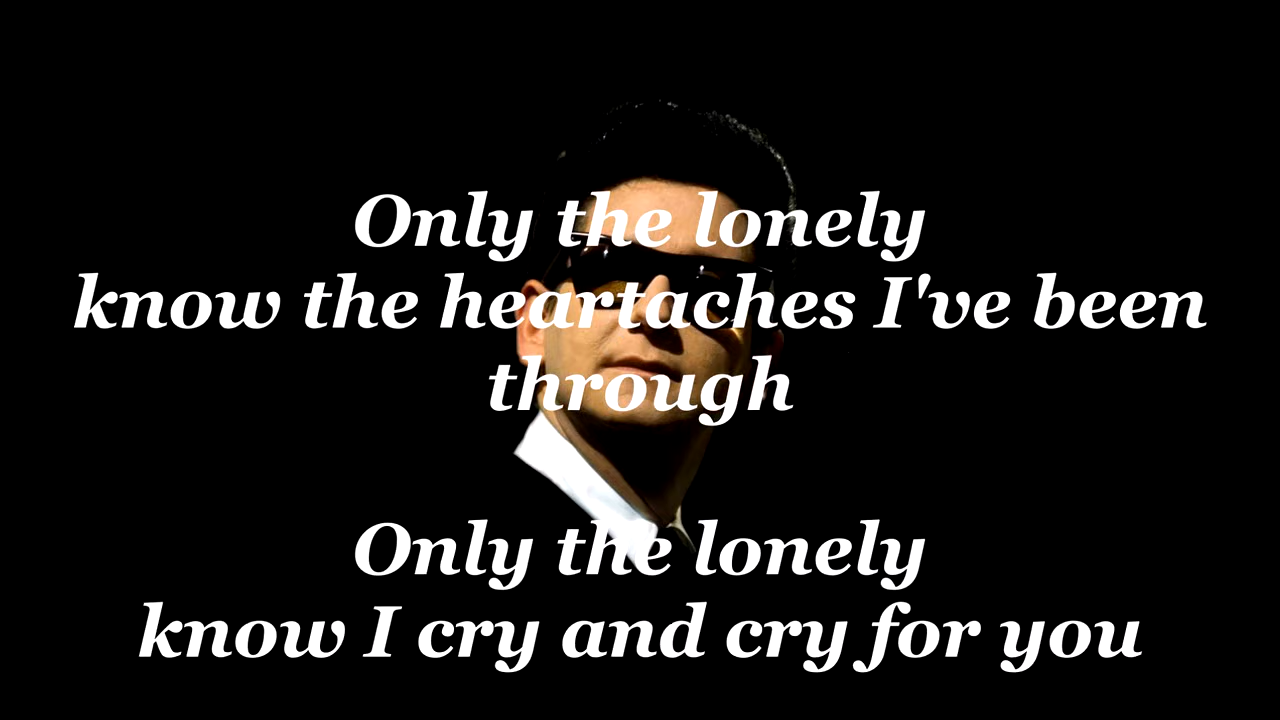 Only the lonely
know the heartaches I've been
through
Only the lonely
know I cry and cry for you